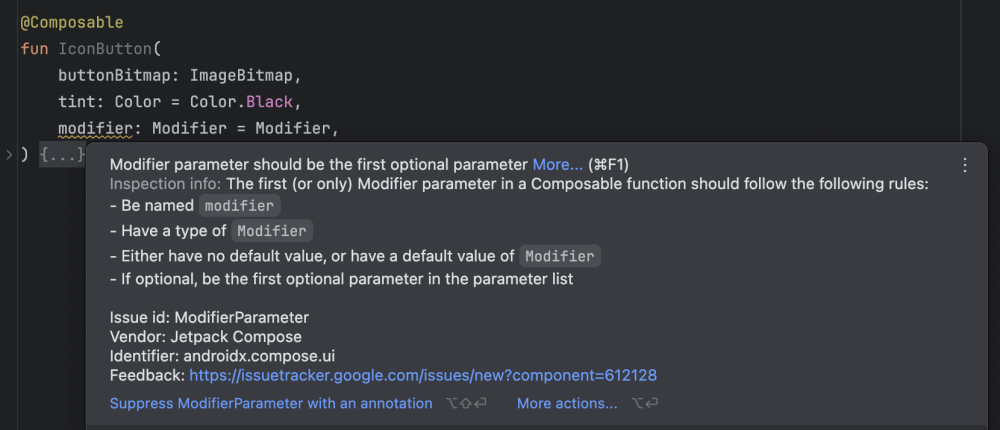 @Composable
fun IconButton(
buttonBitmap: ImageBitmap,
tint: Color = Color.Black,
modifier: Modifier = Modifier,
) {...}
Modifier parameter should be the first optional parameter More... (⌘F1)
Inspection info: The first (or only) Modifier parameter in a Composable function should follow the following rules:
- Be named modifier
- Have a type of Modifier
- Either have no default value, or have a default value of Modifier
- If optional, be the first optional parameter in the parameter list
Issue id: ModifierParameter
Vendor: Jetpack Compose
Identifier: androidx.compose.ui
Feedback: https://issuetracker.google.com/issues/new?component=612128
Suppress ModifierParameter with an annotation ⌥⇧⏎ More actions... ⌥⏎